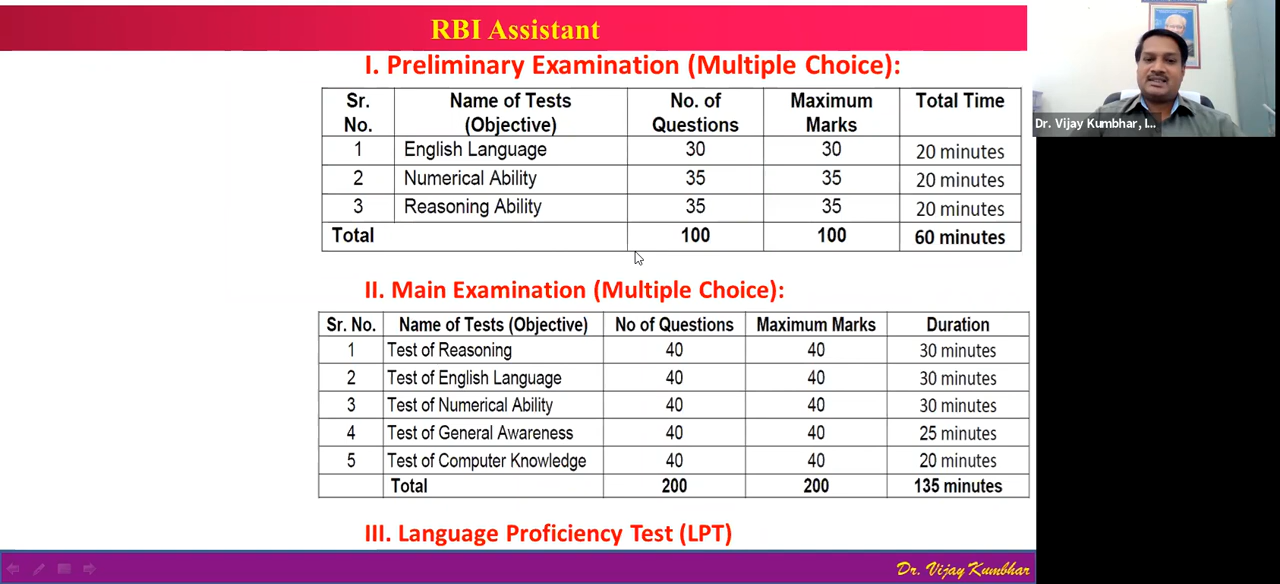 RBI Assistant
I. Preliminary Examination (Multiple Choice):
Sr. No. Name of Tests (Objective) No. of Questions Maximum Marks Total Time
1 English Language 30 30 20 minutes
2 Numerical Ability 35 35 20 minutes
3 Reasoning Ability 35 35 20 minutes
Total 100 100 60 minutes
II. Main Examination (Multiple Choice):
Sr. No. Name of Tests (Objective) No of Questions Maximum Marks Duration
1 Test of Reasoning 40 40 30 minutes
2 Test of English Language 40 40 30 minutes
3 Test of Numerical Ability 40 40 30 minutes
4 Test of General Awareness 40 40 25 minutes
5 Test of Computer Knowledge 40 40 20 minutes
Total 200 200 135 minutes
III. Language Proficiency Test (LPT)
Dr. Vijay Kumbhar
Dr. Vijay Kumbhar, I...